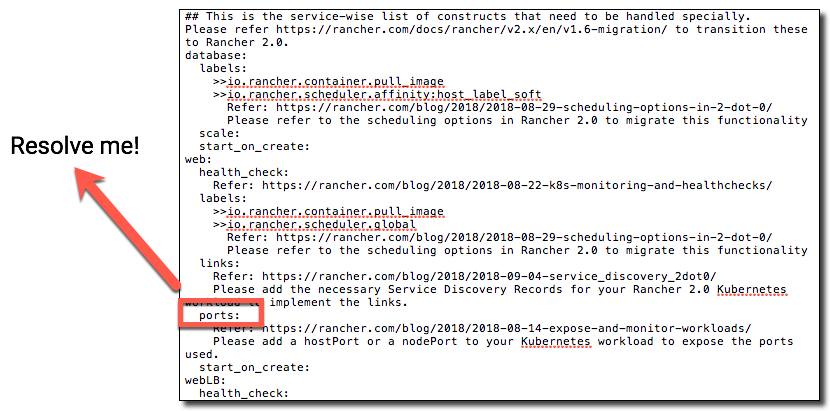 ## This is the service-wise list of constructs that need to be handled specially.
Please refer https://rancher.com/docs/rancher/v2.x/en/v1.6-migration/ to transition these
to Rancher 2.0.
database:
labels:
>>io.rancher.container.pull_image
>>io.rancher.scheduler.affinity:host_label_soft
Refer: https://rancher.com/blog/2018/2018-08-29-scheduling-options-in-2-dot-0/
Please refer to the scheduling options in Rancher 2.0 to migrate this functionality
Resolve me!
scale:
start_on_create:
web:
health_check:
Refer: https://rancher.com/blog/2018/2018-08-22-k8s-monitoring-and-healthchecks/
labels:
>>io.rancher.container.pull_image
>>io.rancher.scheduler.global
Refer: https://rancher.com/blog/2018/2018-08-29-scheduling-options-in-2-dot-0/
Please refer to the scheduling options in Rancher 2.0 to migrate this functionality
links:
Refer: https://rancher.com/blog/2018/2018-09-04-service_discovery_2dot0/
Please add the necessary Service Discovery Records for your Rancher 2.0 Kubernetes
workload to implement the links.
ports:
Refer: https://rancher.com/blog/2018/2018-08-14-expose-and-monitor-workloads/
Please add a hostPort or a nodePort to your Kubernetes workload to expose the ports
used.
start_on_create:
webLB:
health_check: